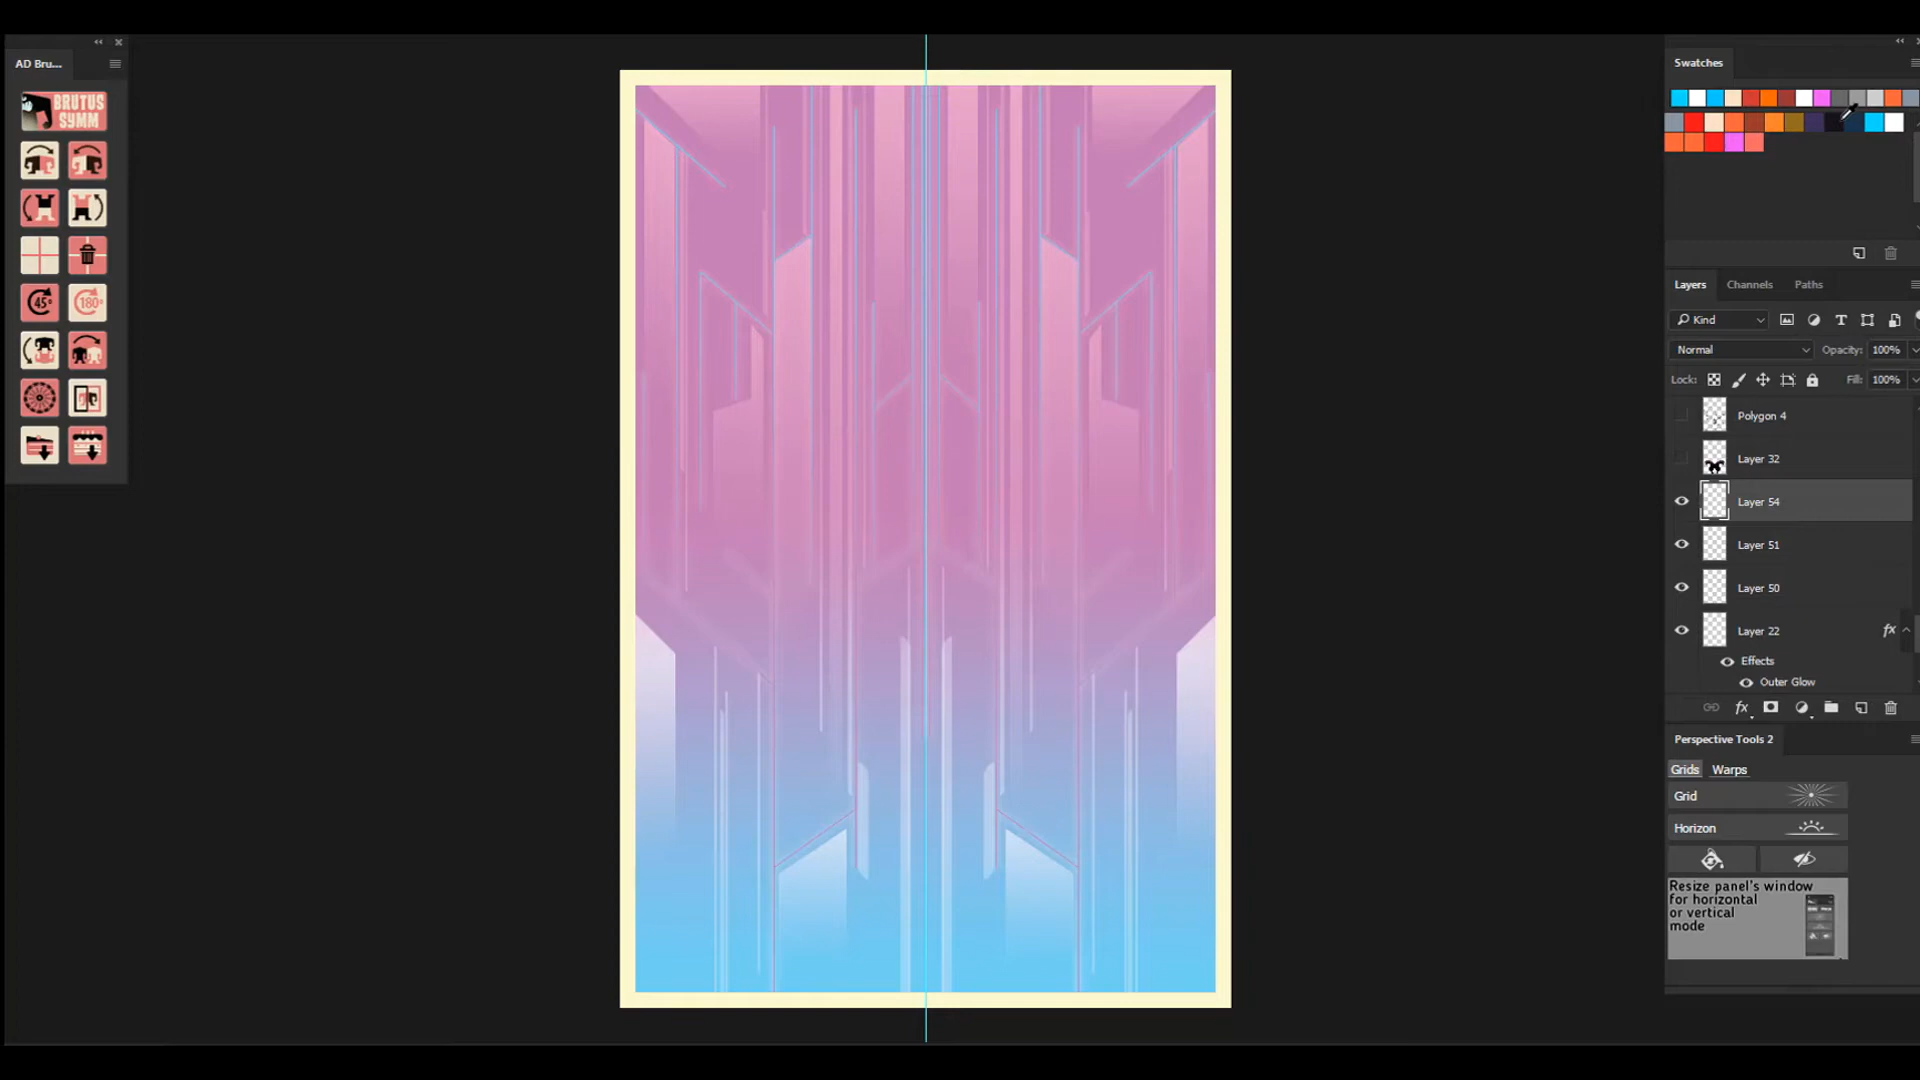 AD Bru...
BRUTUS
SYMM
45°
180°
Swatches
Layers Channels Paths
Kind
Normal Opacity: 100%
Lock: Fill: 100%
Polygon 4
Layer 32
Layer 54
Layer 51
Layer 50
Layer 22 fx
Effects
Outer Glow
fx
Perspective Tools 2
Grids Warps
Grid
Horizon
Resize panel's window
for horizontal
or vertical
mode